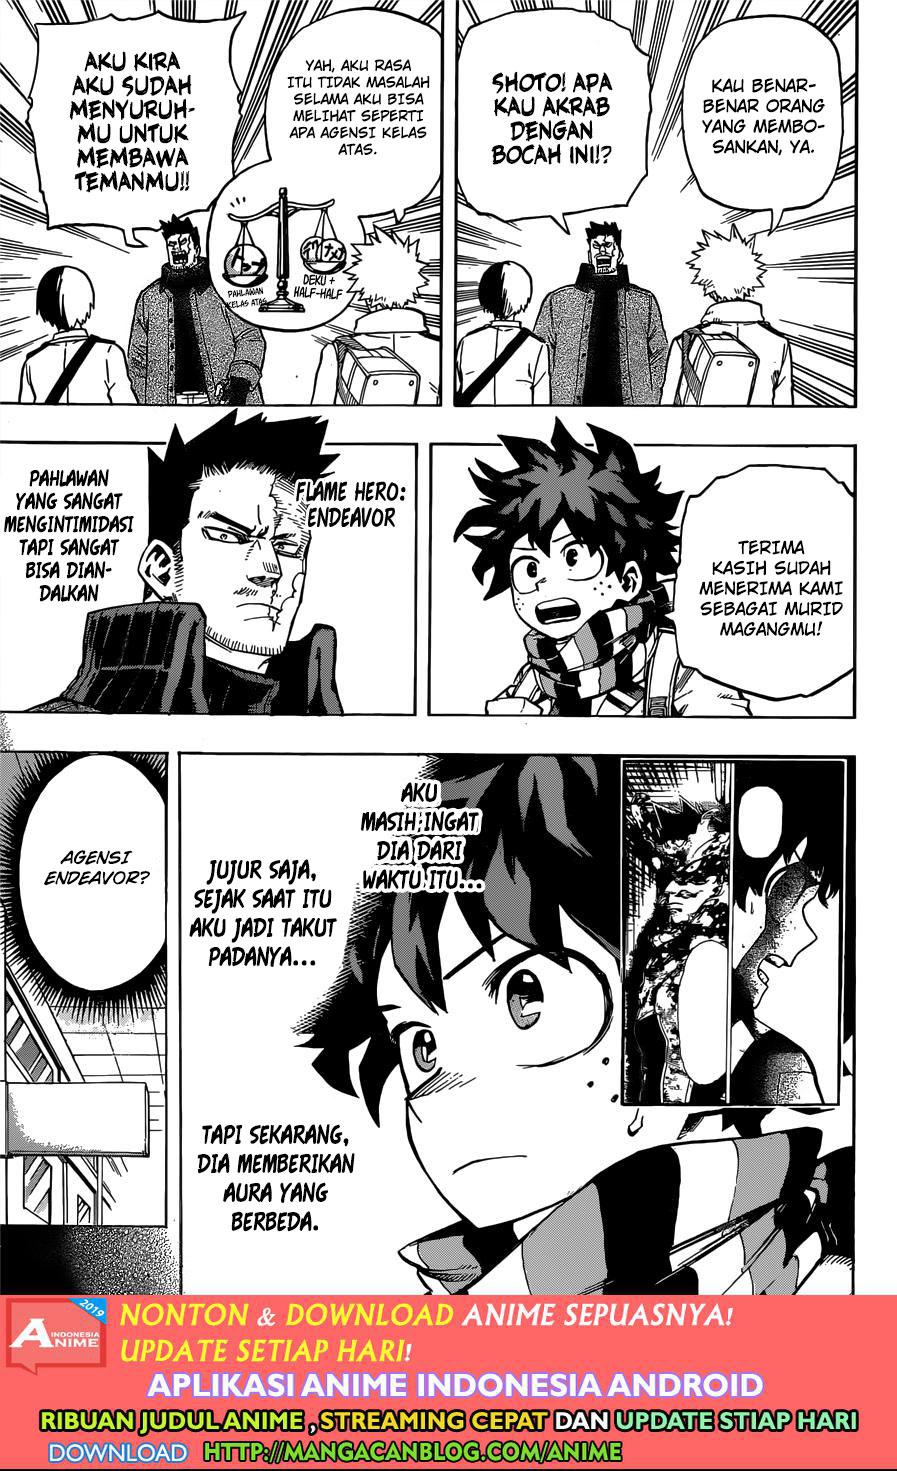 KAU BENAR-
BENAR ORANG
YANG MEMBO-
SANKAN, YA.
SHOTO! APA
KAU AKRAB
DENGAN
BOCAH INI!?
YAH, AKU RASA
ITU TIDAK MASALAH
SELAMA AKU BISA
MELIHAT SEPERTI
APA AGENSI KELAS
ATAS.
DEKU +
HALF-HALF
PAHLAWAN
KELAS ATAS
AKU KIRA
AKU SUDAH
MENYURUH-
MU UNTUK
MEMBAWA
TEMANMU!!
TERIMA
KASIH SUDAH
MENERIMA KAMI
SEBAGAI MURID
MAGANGMU!
FLAME HERO:
ENDEAVOR
PAHLAWAN
YANG SANGAT
MENGINTIMIDASI
TAPI SANGAT
BISA DIAN-
DALKAN
AKU
MASIH INGAT
DIA DARI
WAKTU ITU...
JUJUR SAJA,
SEJAK SAAT ITU
AKU JADI TAKUT
PADANYA...
TAPI SEKARANG,
DIA MEMBERIKAN
AURA YANG
BERBEDA.
AGENSI
ENDEAVOR?
2019
INDONESIA
ANIME
NONTON & DOWNLOAD ANIME SEPUASNYA!
UPDATE SETIAP HARI!
APLIKASI ANIME INDONESIA ANDROID
RIBUAN JUDUL ANIME , STREAMING CEPAT DAN UPDATE STIAP HARI
DOWNLOAD HTTP://MANGACANBLOG.COM/ANIME